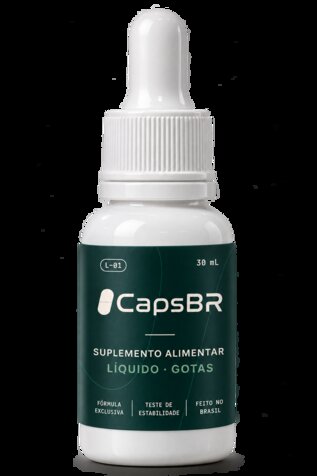 L-01
30 mL
CapsBR
SUPLEMENTO ALIMENTAR
LÍQUIDO · GOTAS
FÓRMULA
EXCLUSIVA
TESTE DE
ESTABILIDADE
FEITO NO
BRASIL